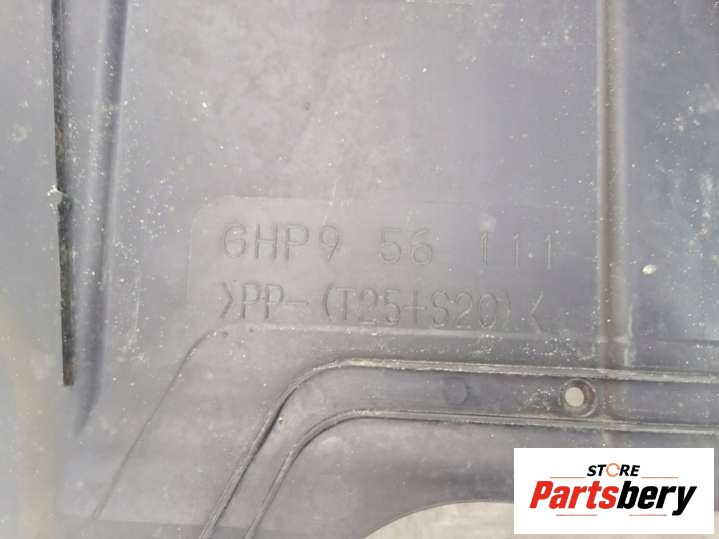 GHP9 56 111
>PP-(T25+S20)<
STORE
Partsbery